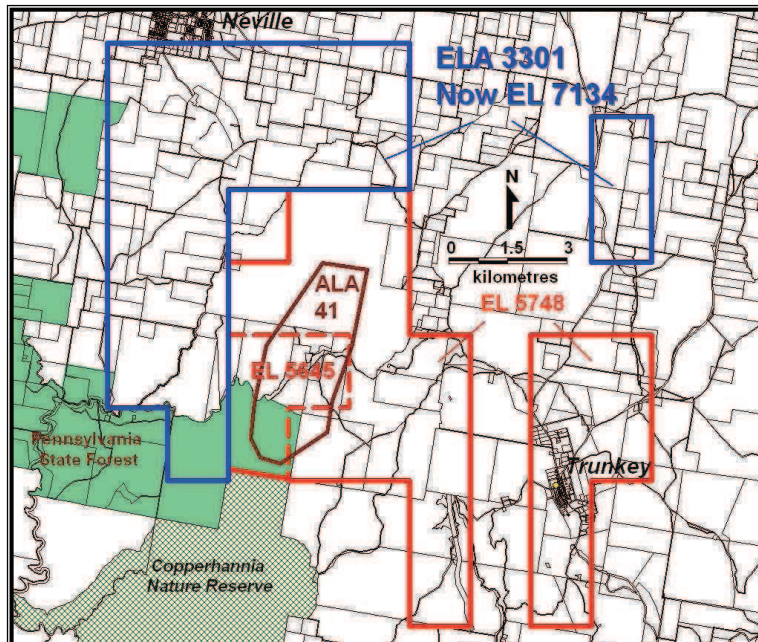 Neville
ELA 3301
Now EL 7134
N
0 1.5 3
kilometres
EL 5748
ALA
41
EL 5645
Pennsylvania
State Forest
Trunkey
Copperhannia
Nature Reserve